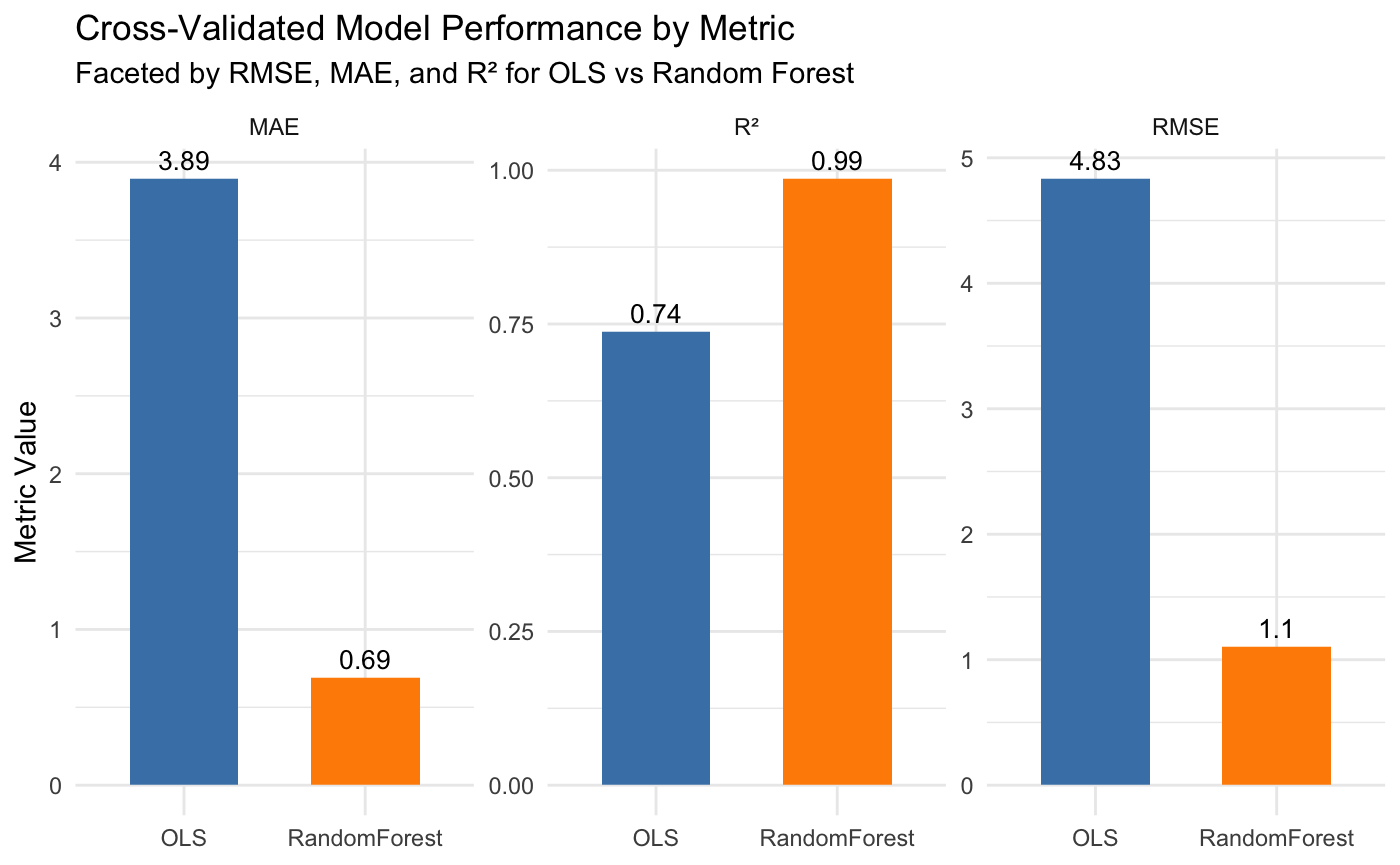 Cross-Validated Model Performance by Metric
Faceted by RMSE, MAE, and R² for OLS vs Random Forest
Metric Value
MAE
4
3
2
1
0
3.89
0.69
OLS RandomForest
R²
1.00
0.75
0.50
0.25
0.00
0.74
0.99
OLS RandomForest
RMSE
5
4
3
2
1
0
4.83
1.1
OLS RandomForest